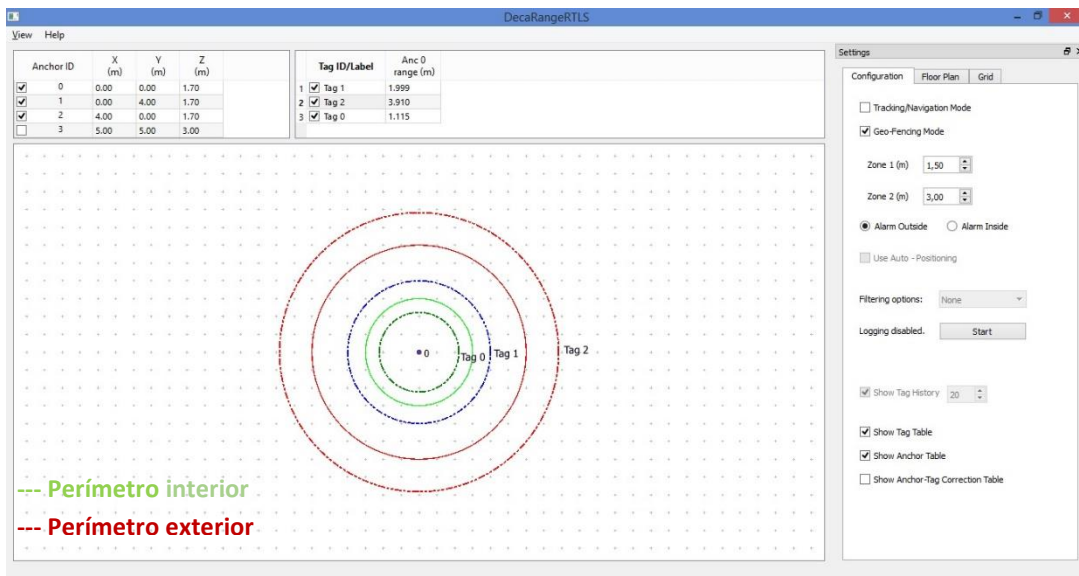 DecaRangeRTLS
View Help
Anchor ID X (m) Y (m) Z (m)
0 0.00 0.00 1.70
1 0.00 4.00 1.70
2 4.00 0.00 1.70
3 5.00 5.00 3.00
Tag ID/Label Anc 0 range (m)
1 Tag 1 1.999
2 Tag 2 3.910
3 Tag 0 1.115
0 Tag 0 Tag 1 Tag 2
--- Perímetro interior
--- Perímetro exterior
Settings
Configuration Floor Plan Grid
Tracking/Navigation Mode
Geo-Fencing Mode
Zone 1 (m) 1,50
Zone 2 (m) 3,00
Alarm Outside Alarm Inside
Use Auto - Positioning
Filtering options: None
Logging disabled. Start
Show Tag History 20
Show Tag Table
Show Anchor Table
Show Anchor-Tag Correction Table